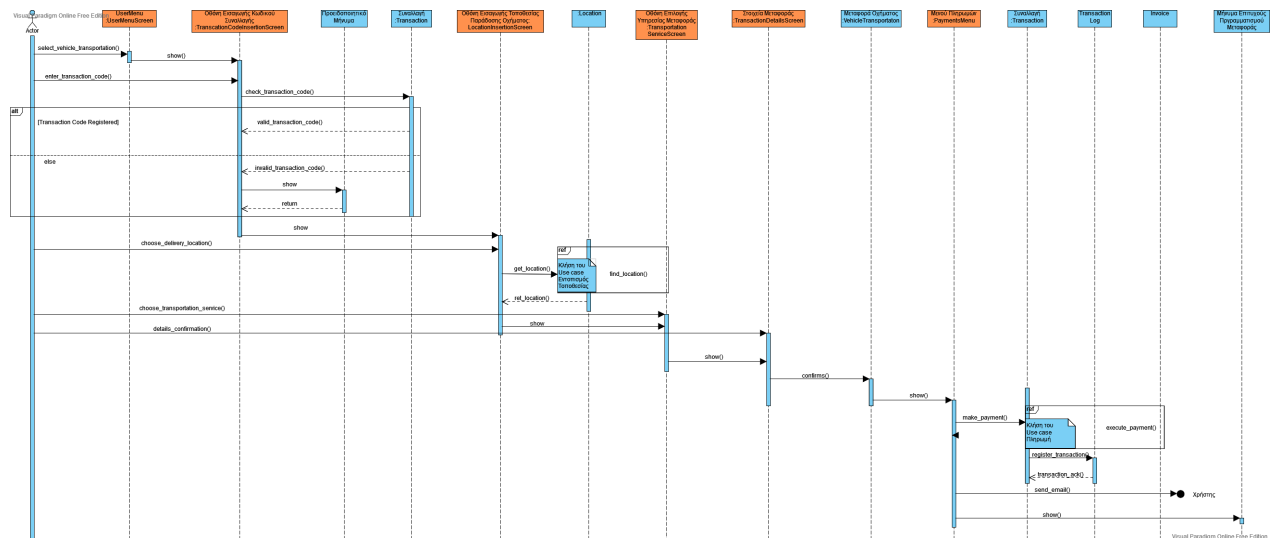 Visual Paradigm Online Free Edition
Actor
UserMenu
:UserMenuScreen
Οθόνη Εισαγωγής Κωδικού
Συναλλαγής
:TranscationCodeInsertionScreen
Προειδοποιητικό
Μήνυμα
Συναλλαγή
:Transaction
Οθόνη Εισαγωγής Τοποθεσίας
Παράδοσης Οχήματος:
LocationInsertionScreen
Location
Οθόνη Επιλογής
Υπηρεσίας Μεταφοράς:
Transportation
ServiceScreen
Στοιχεία Μεταφοράς
:TransactionDetailsScreen
Μεταφορά Οχήματος
:VehicleTransportaton
Μενού Πληρωμών
:PaymentsMenu
Συναλλαγή
:Transaction
Transaction
Log
Invoice
Μήνυμα Επιτυχούς
Πργραμματισμού
Μεταφοράς
select_vehicle_transportation()
show()
enter_transaction_code()
check_transaction_code()
alt
[Transaction Code Registered]
valid_transaction_code()
else
invalid_transaction_code()
show
return
show
choose_delivery_location()
ref
Κλήση του
Use case
Εντοπισμός
Τοποθεσίας
get_location()
find_location()
ret_location()
choose_transportation_service()
show
details_confirmation()
show()
confirms()
show()
ref
make_payment()
Κλήση του
Use case
Πληρωμή
execute_payment()
register_transaction()
transaction_ack()
send_email()
Χρήστης
show()
Visual Paradigm Online Free Edition